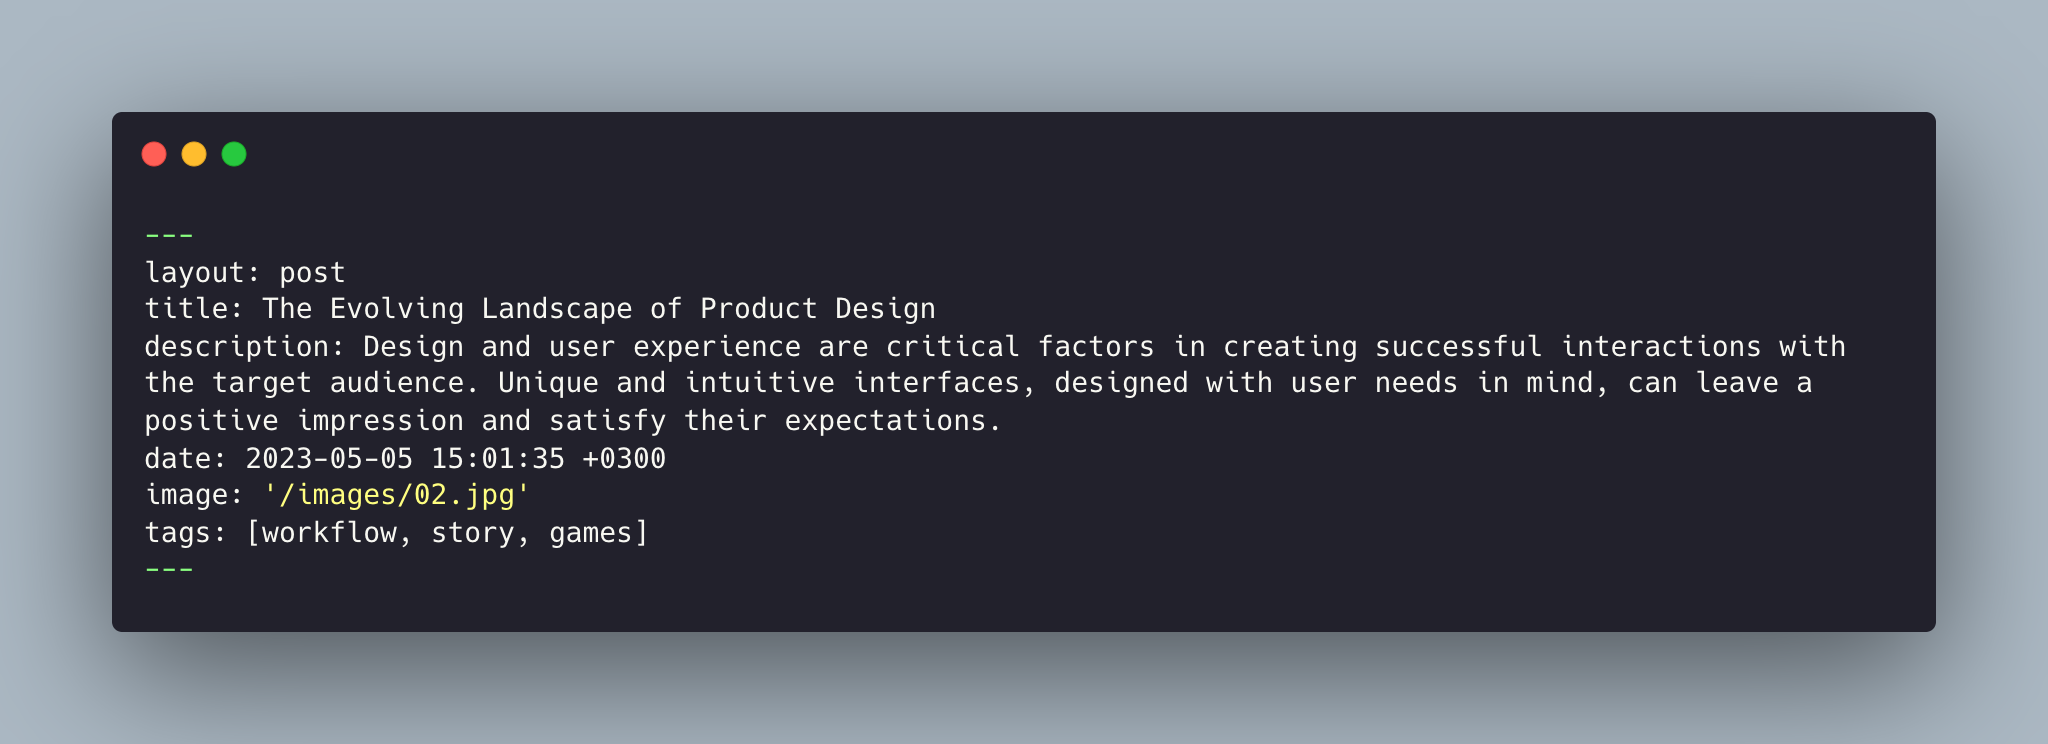 ---
layout: post
title: The Evolving Landscape of Product Design
description: Design and user experience are critical factors in creating successful interactions with
the target audience. Unique and intuitive interfaces, designed with user needs in mind, can leave a
positive impression and satisfy their expectations.
date: 2023-05-05 15:01:35 +0300
image: '/images/02.jpg'
tags: [workflow, story, games]
---